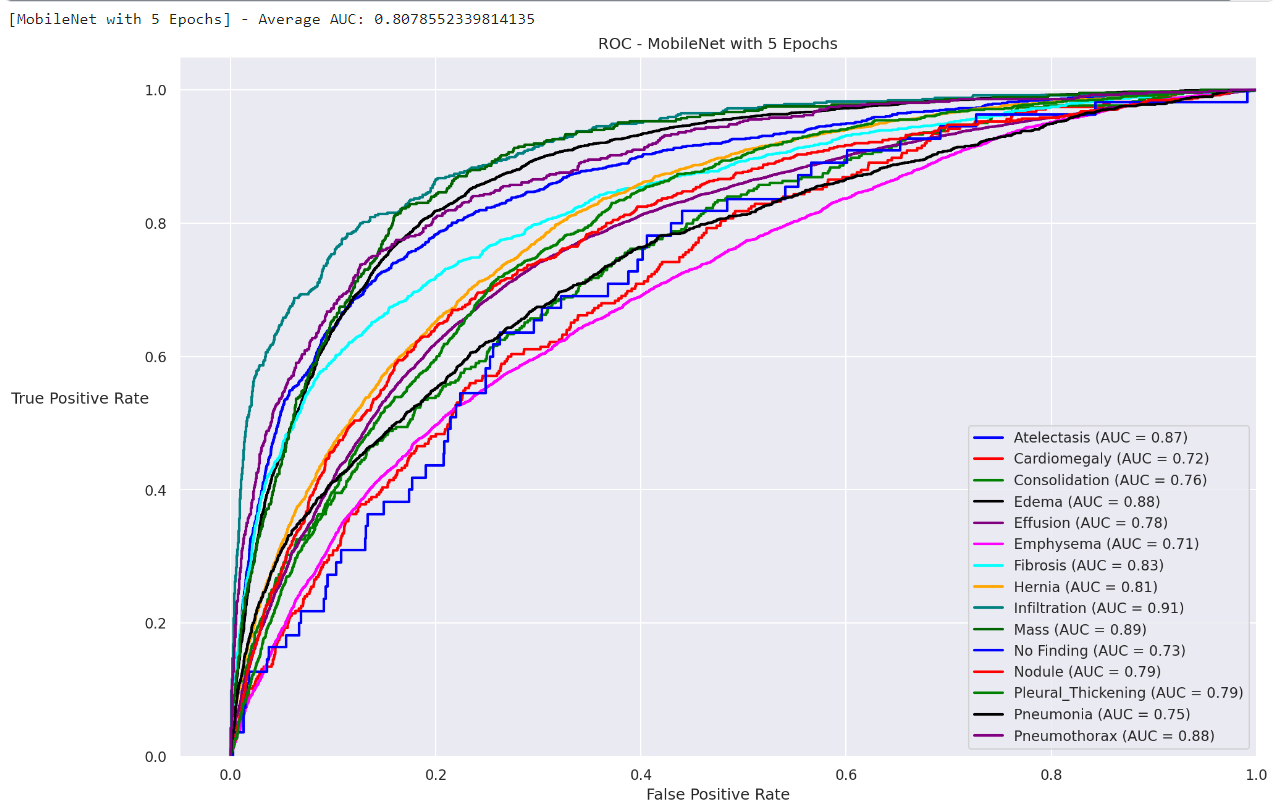 [MobileNet with 5 Epochs] - Average AUC: 0.8078552339814135
ROC - MobileNet with 5 Epochs
1.0
0.8
0.6
True Positive Rate
0.4
0.2
0.0
Atelectasis (AUC = 0.87)
Cardiomegaly (AUC = 0.72)
Consolidation (AUC = 0.76)
Edema (AUC = 0.88)
Effusion (AUC = 0.78)
Emphysema (AUC = 0.71)
Fibrosis (AUC = 0.83)
Hernia (AUC = 0.81)
Infiltration (AUC = 0.91)
Mass (AUC = 0.89)
No Finding (AUC = 0.73)
Nodule (AUC = 0.79)
Pleural_Thickening (AUC = 0.79)
Pneumonia (AUC = 0.75)
Pneumothorax (AUC = 0.88)
0.0 0.2 0.4 0.6 0.8 1.0
False Positive Rate